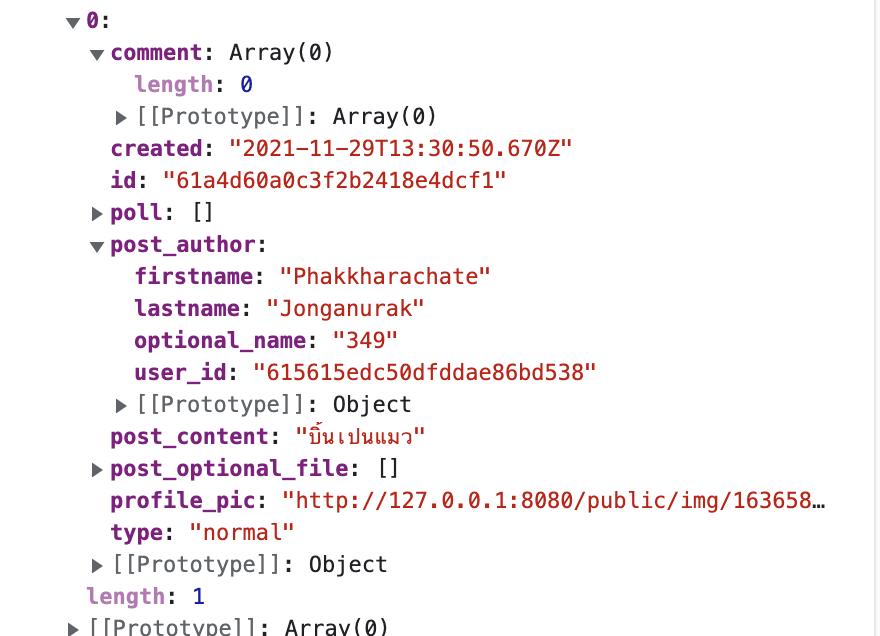 0:
comment: Array(0)
length: 0
[[Prototype]]: Array(0)
created: "2021-11-29T13:30:50.670Z"
id: "61a4d60a0c3f2b2418e4dcf1"
poll: []
post_author:
firstname: "Phakkharachate"
lastname: "Jonganurak"
optional_name: "349"
user_id: "615615edc50dfddae86bd538"
[[Prototype]]: Object
post_content: "บิ้นเปนแมว"
post_optional_file: []
profile_pic: "http://127.0.0.1:8080/public/img/163658…
type: "normal"
[[Prototype]]: Object
length: 1
[[Prototype]]: Array(0)